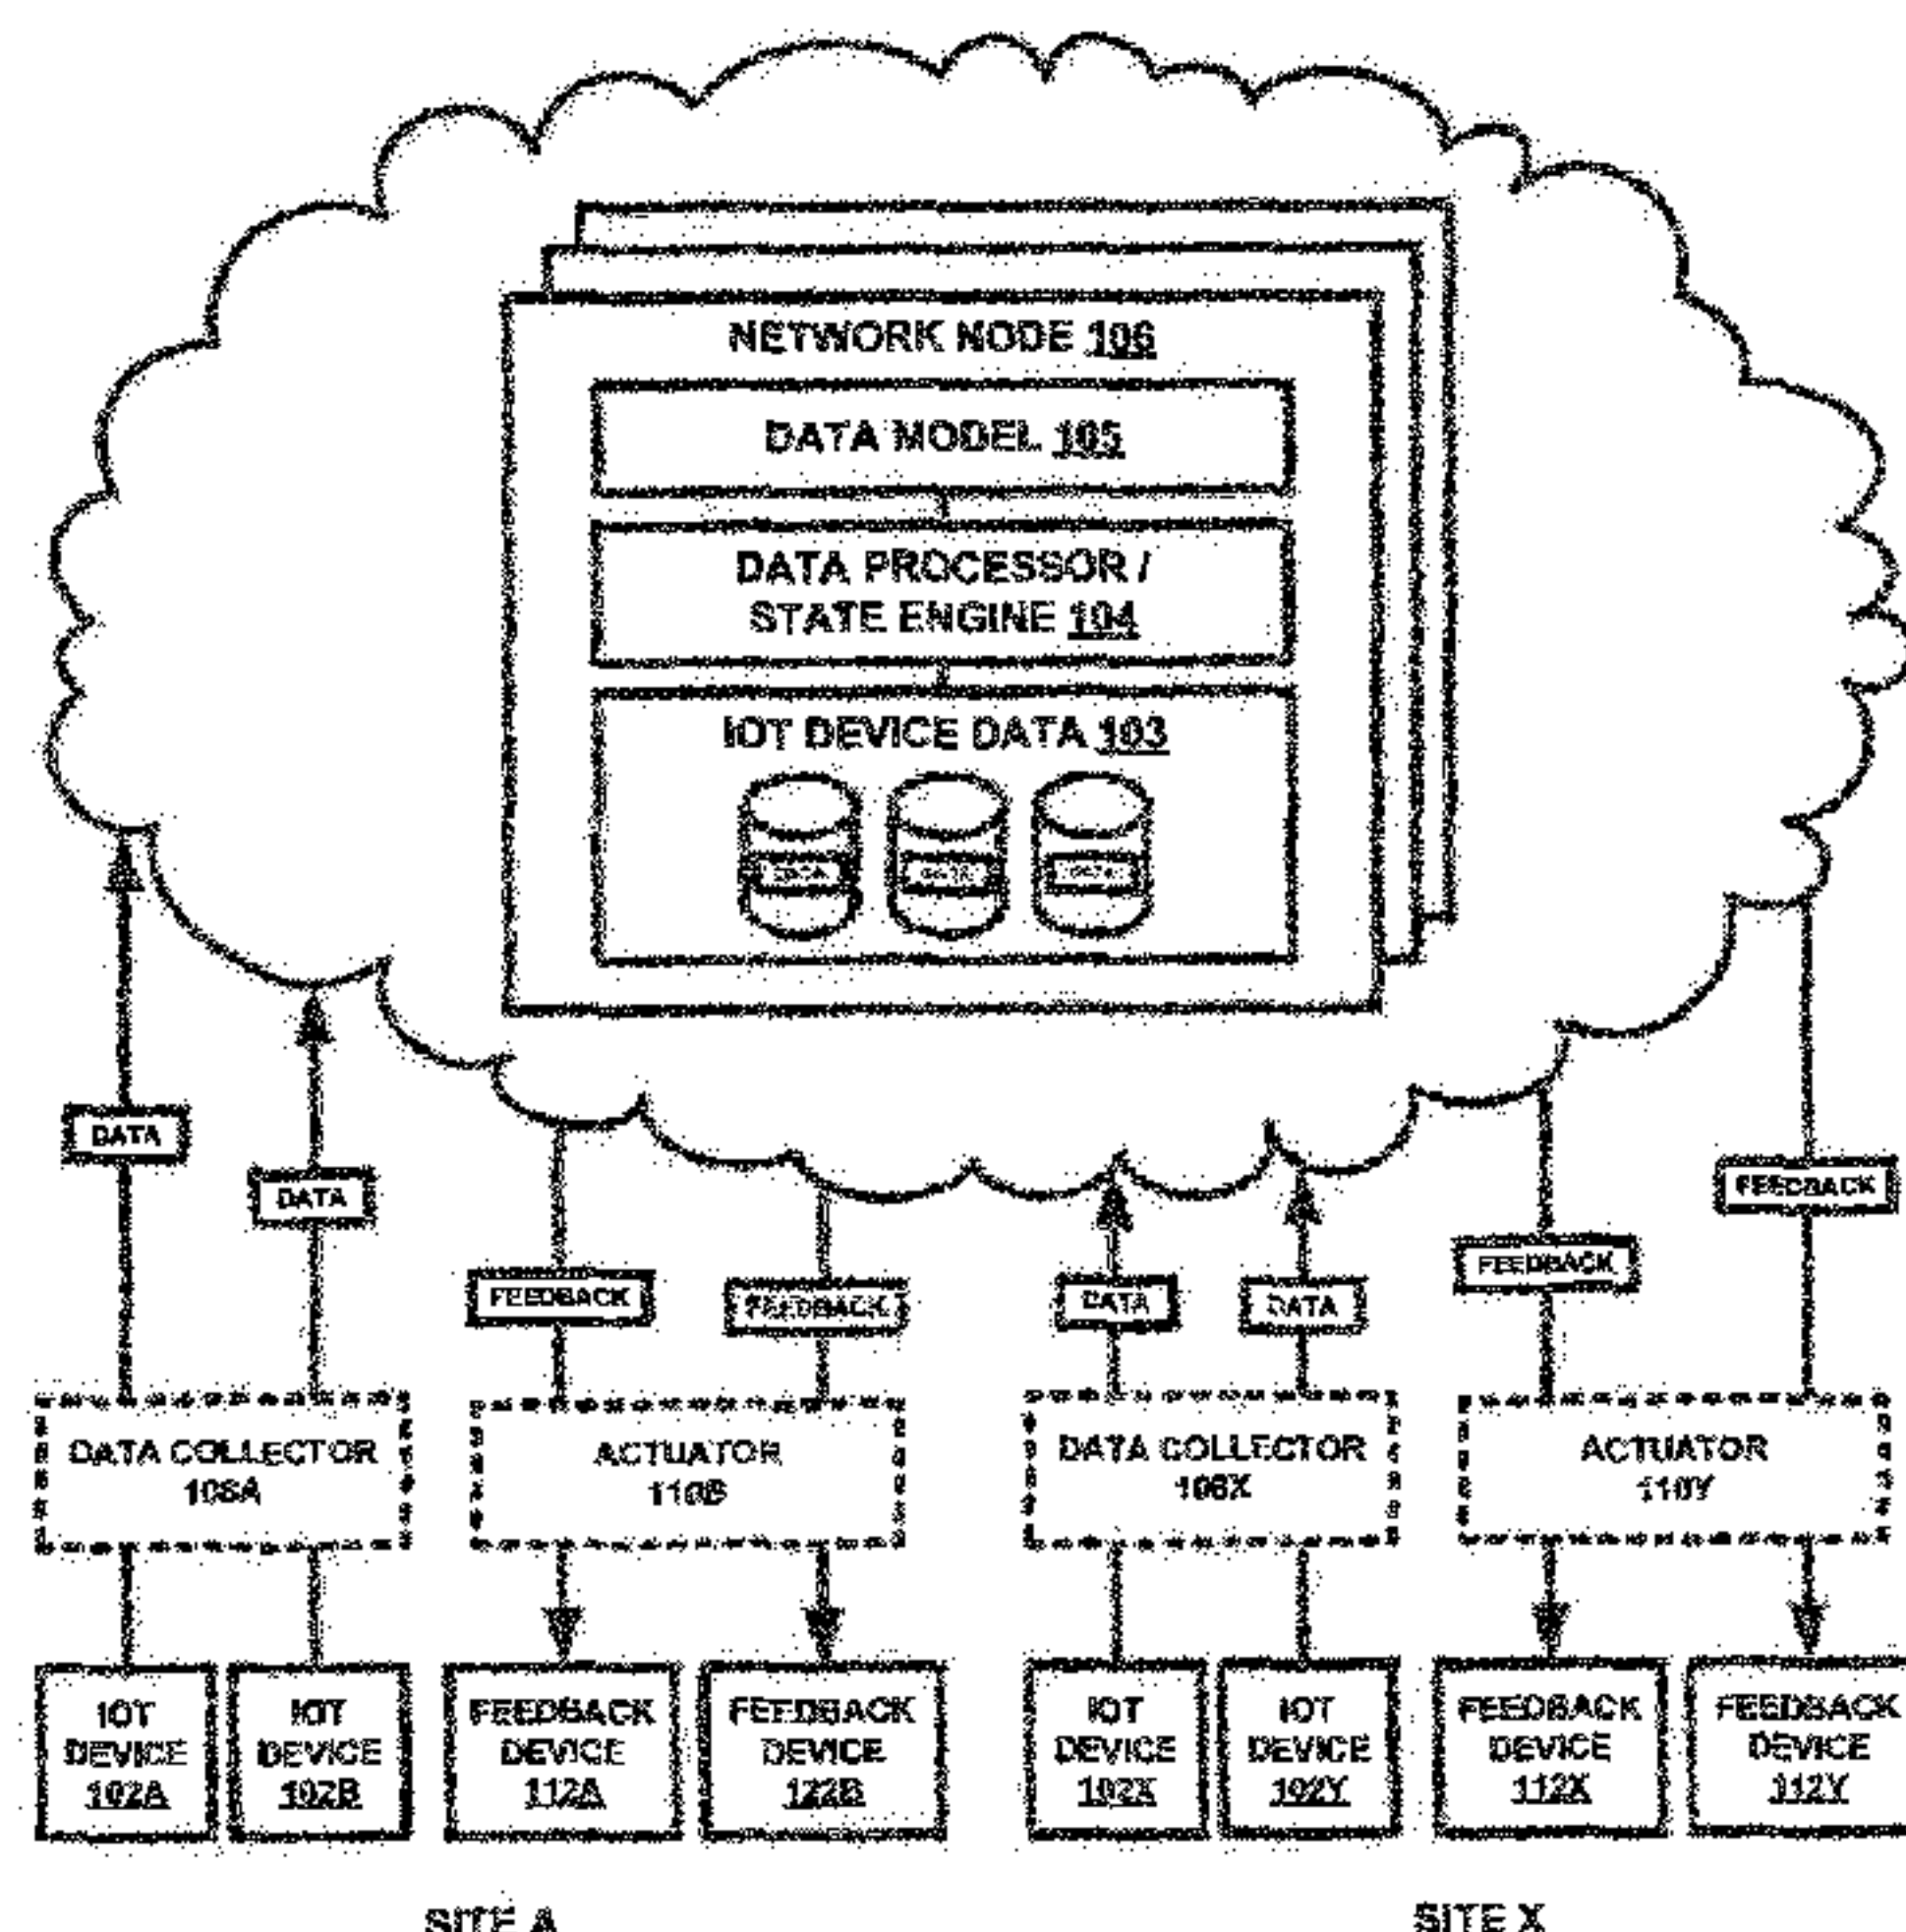 NETWORK NODE 106
DATA MODEL 105
DATA PROCESSOR /
STATE ENGINE 104
IOT DEVICE DATA 103
DATA DATA DATA
DATA
DATA
FEEDBACK
FEEDBACK
DATA
DATA
FEEDBACK
FEEDBACK
DATA COLLECTOR
108A
ACTUATOR
110B
DATA COLLECTOR
108X
ACTUATOR
110Y
IOT
DEVICE
102A
IOT
DEVICE
102B
FEEDBACK
DEVICE
112A
FEEDBACK
DEVICE
122B
IOT
DEVICE
102X
IOT
DEVICE
102Y
FEEDBACK
DEVICE
112X
FEEDBACK
DEVICE
112Y
SITE A
SITE X